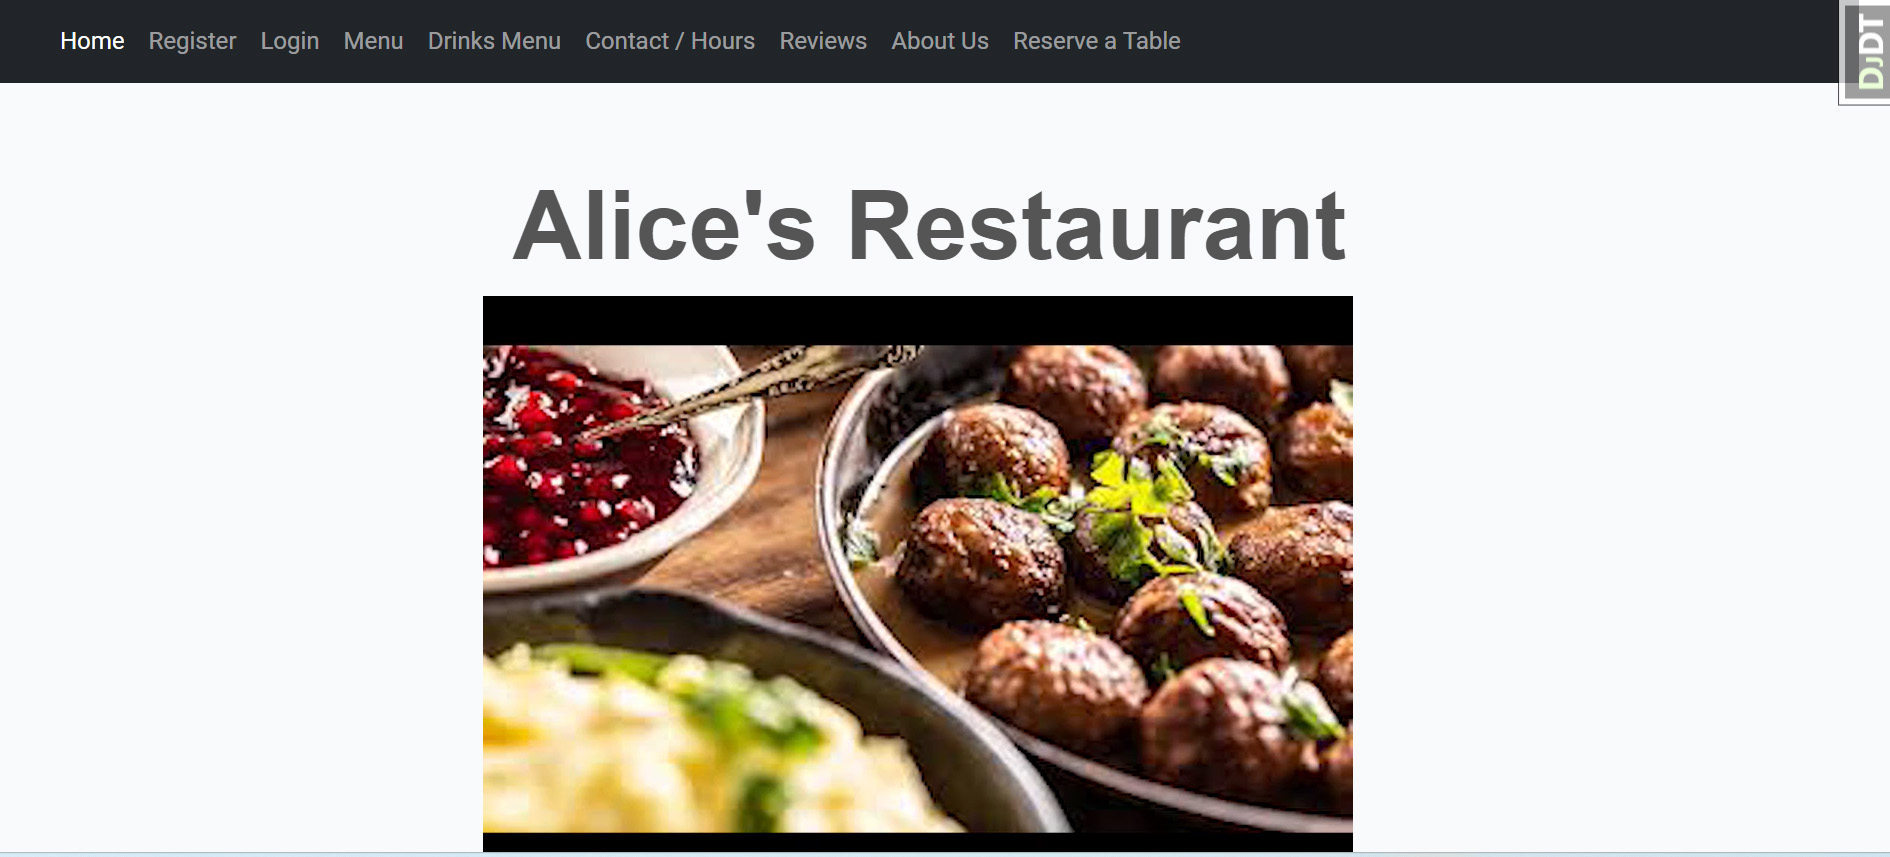 Home Register Login Menu Drinks Menu Contact / Hours Reviews About Us Reserve a Table
DjDT
Alice's Restaurant